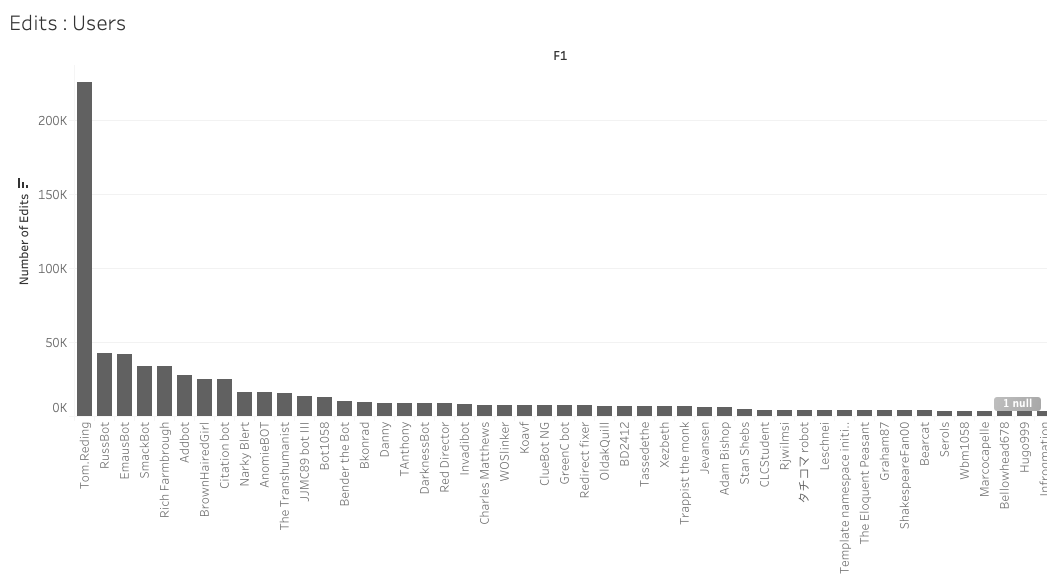 Edits : Users
F1
Number of Edits
200K
150K
100K
50K
0K
1 null
Tom.Reding
RussBot
EmausBot
SmackBot
Rich Farmbrough
Addbot
BrownHairedGirl
Citation bot
Narky Blert
AnomieBOT
The Transhumanist
JJMC89 bot III
Bot1058
Bender the Bot
Bkonrad
Danny
TAnthony
DarknessBot
Red Director
Invadibot
Charles Matthews
WOSlinker
Koavf
ClueBot NG
GreenC bot
Redirect fixer
OldakQuill
BD2412
Tassedethe
Xezbeth
Trappist the monk
Jevansen
Adam Bishop
Stan Shebs
CLCStudent
Rjwilmsi
タチコマ robot
Leschnei
Template namespace initi..
The Eloquent Peasant
Graham87
ShakespeareFan00
Bearcat
Serols
Wbm1058
Marcocapelle
Bellowhead678
Hugo999